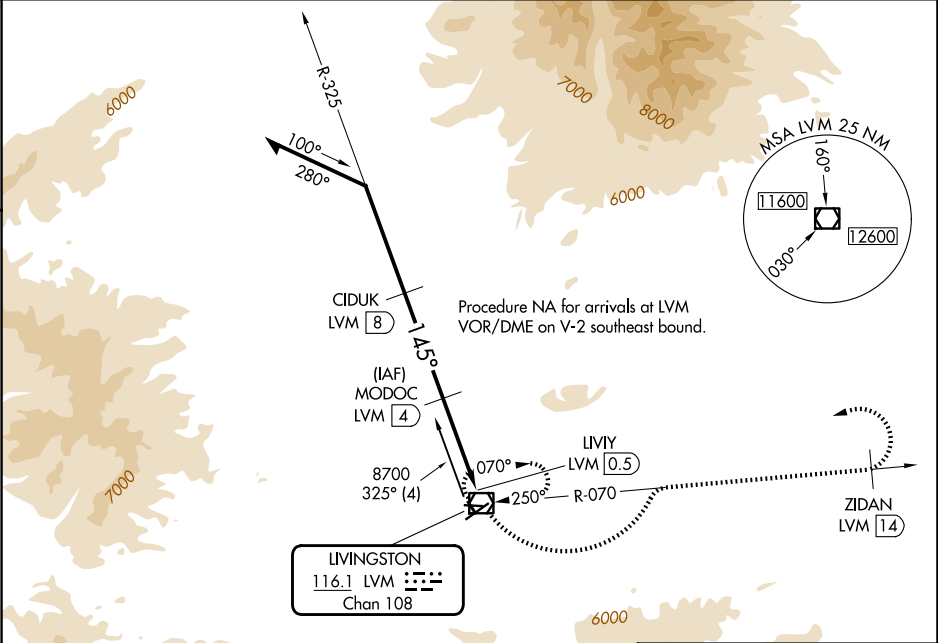 6000
R-325
100°
280°
7000
8000
6000
MSA LVM 25 NM
160°
11600
12600
030°
CIDUK
LVM 8
145°
Procedure NA for arrivals at LVM
VOR/DME on V-2 southeast bound.
(IAF)
MODOC
LVM 4
8700
325° (4)
070°
LIVIY
LVM 0.5
250°
R-070
ZIDAN
LVM 14
7000
LIVINGSTON
116.1 LVM
Chan 108
6000